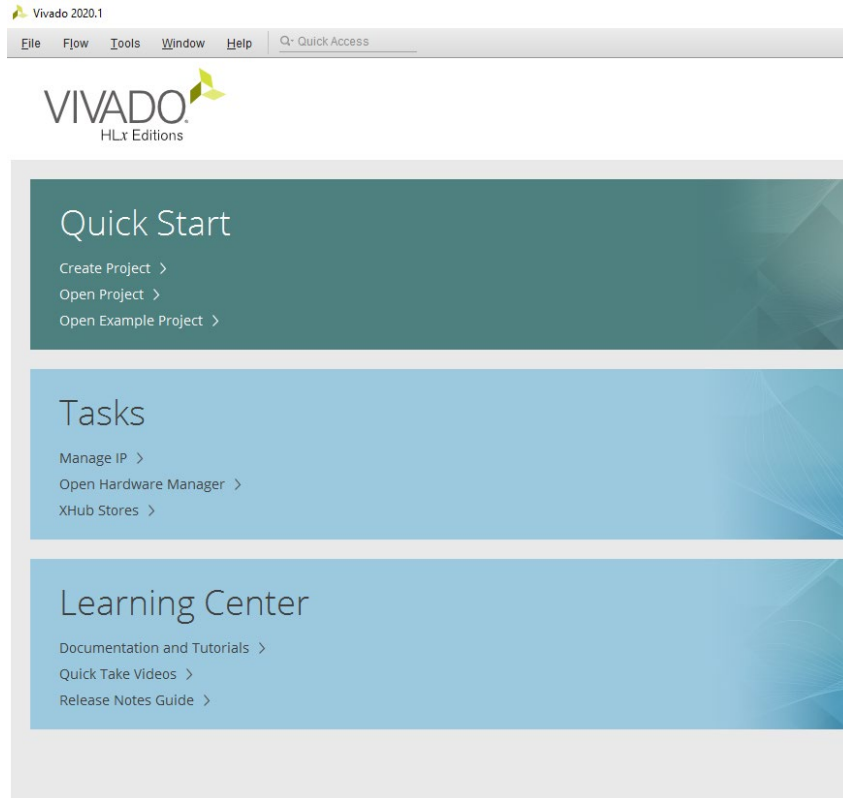 Vivado 2020.1
File Flow Tools Window Help Quick Access
VIVADO.
HLx Editions
Quick Start
Create Project >
Open Project >
Open Example Project >
Tasks
Manage IP >
Open Hardware Manager >
XHub Stores >
Learning Center
Documentation and Tutorials >
Quick Take Videos >
Release Notes Guide >